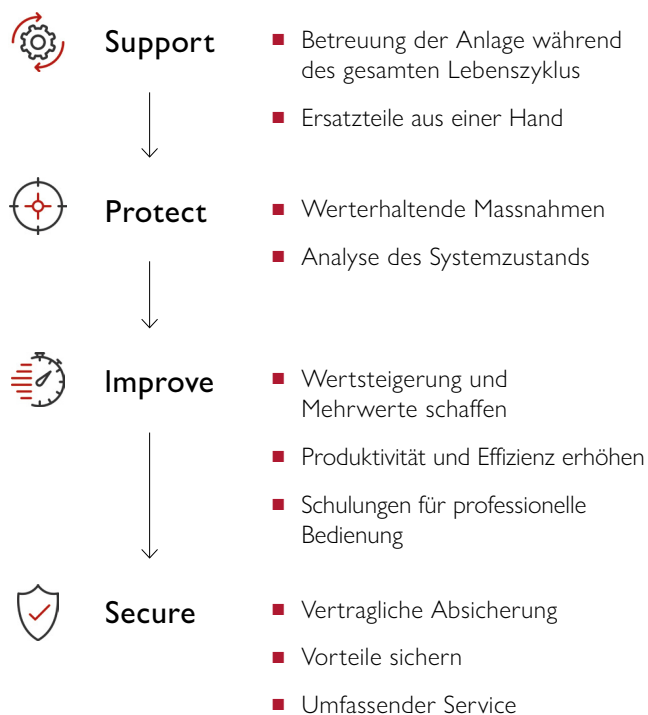 Support
■ Betreuung der Anlage während
des gesamten Lebenszyklus
■ Ersatzteile aus einer Hand
Protect
■ Werterhaltende Massnahmen
■ Analyse des Systemzustands
Improve
■ Wertsteigerung und
Mehrwerte schaffen
■ Produktivität und Effizienz erhöhen
■ Schulungen für professionelle
Bedienung
Secure
■ Vertragliche Absicherung
■ Vorteile sichern
■ Umfassender Service